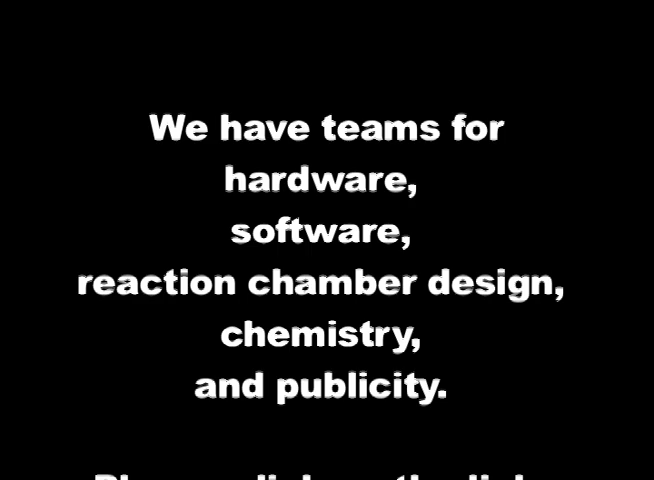 We have teams for
hardware,
software,
reaction chamber design,
chemistry,
and publicity.